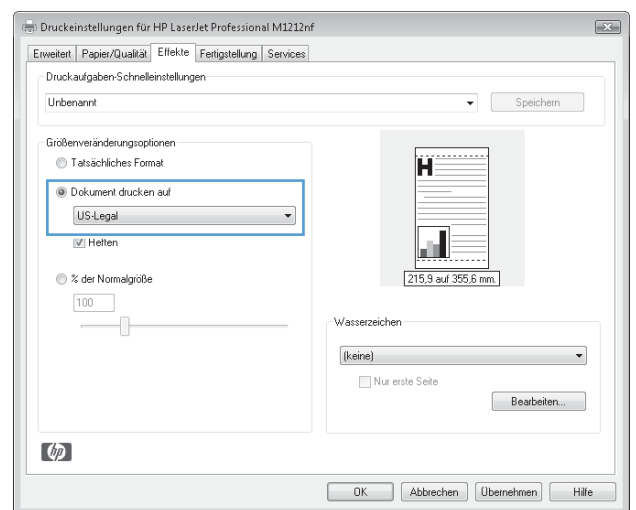 Druckeinstellungen für HP LaserJet Professional M1212nf
Erweitert Papier/Qualität Effekte Fertigstellung Services
Druckaufgaben-Schnelleinstellungen
Unbenannt Speichern
Größenveränderungsoptionen
Tatsächliches Format
Dokument drucken auf
US-Legal
Heften
% der Normalgröße
100
H
215,9 auf 355,6 mm.
Wasserzeichen
(keine)
Nur erste Seite
Bearbeiten...
hp
OK Abbrechen Übernehmen Hilfe